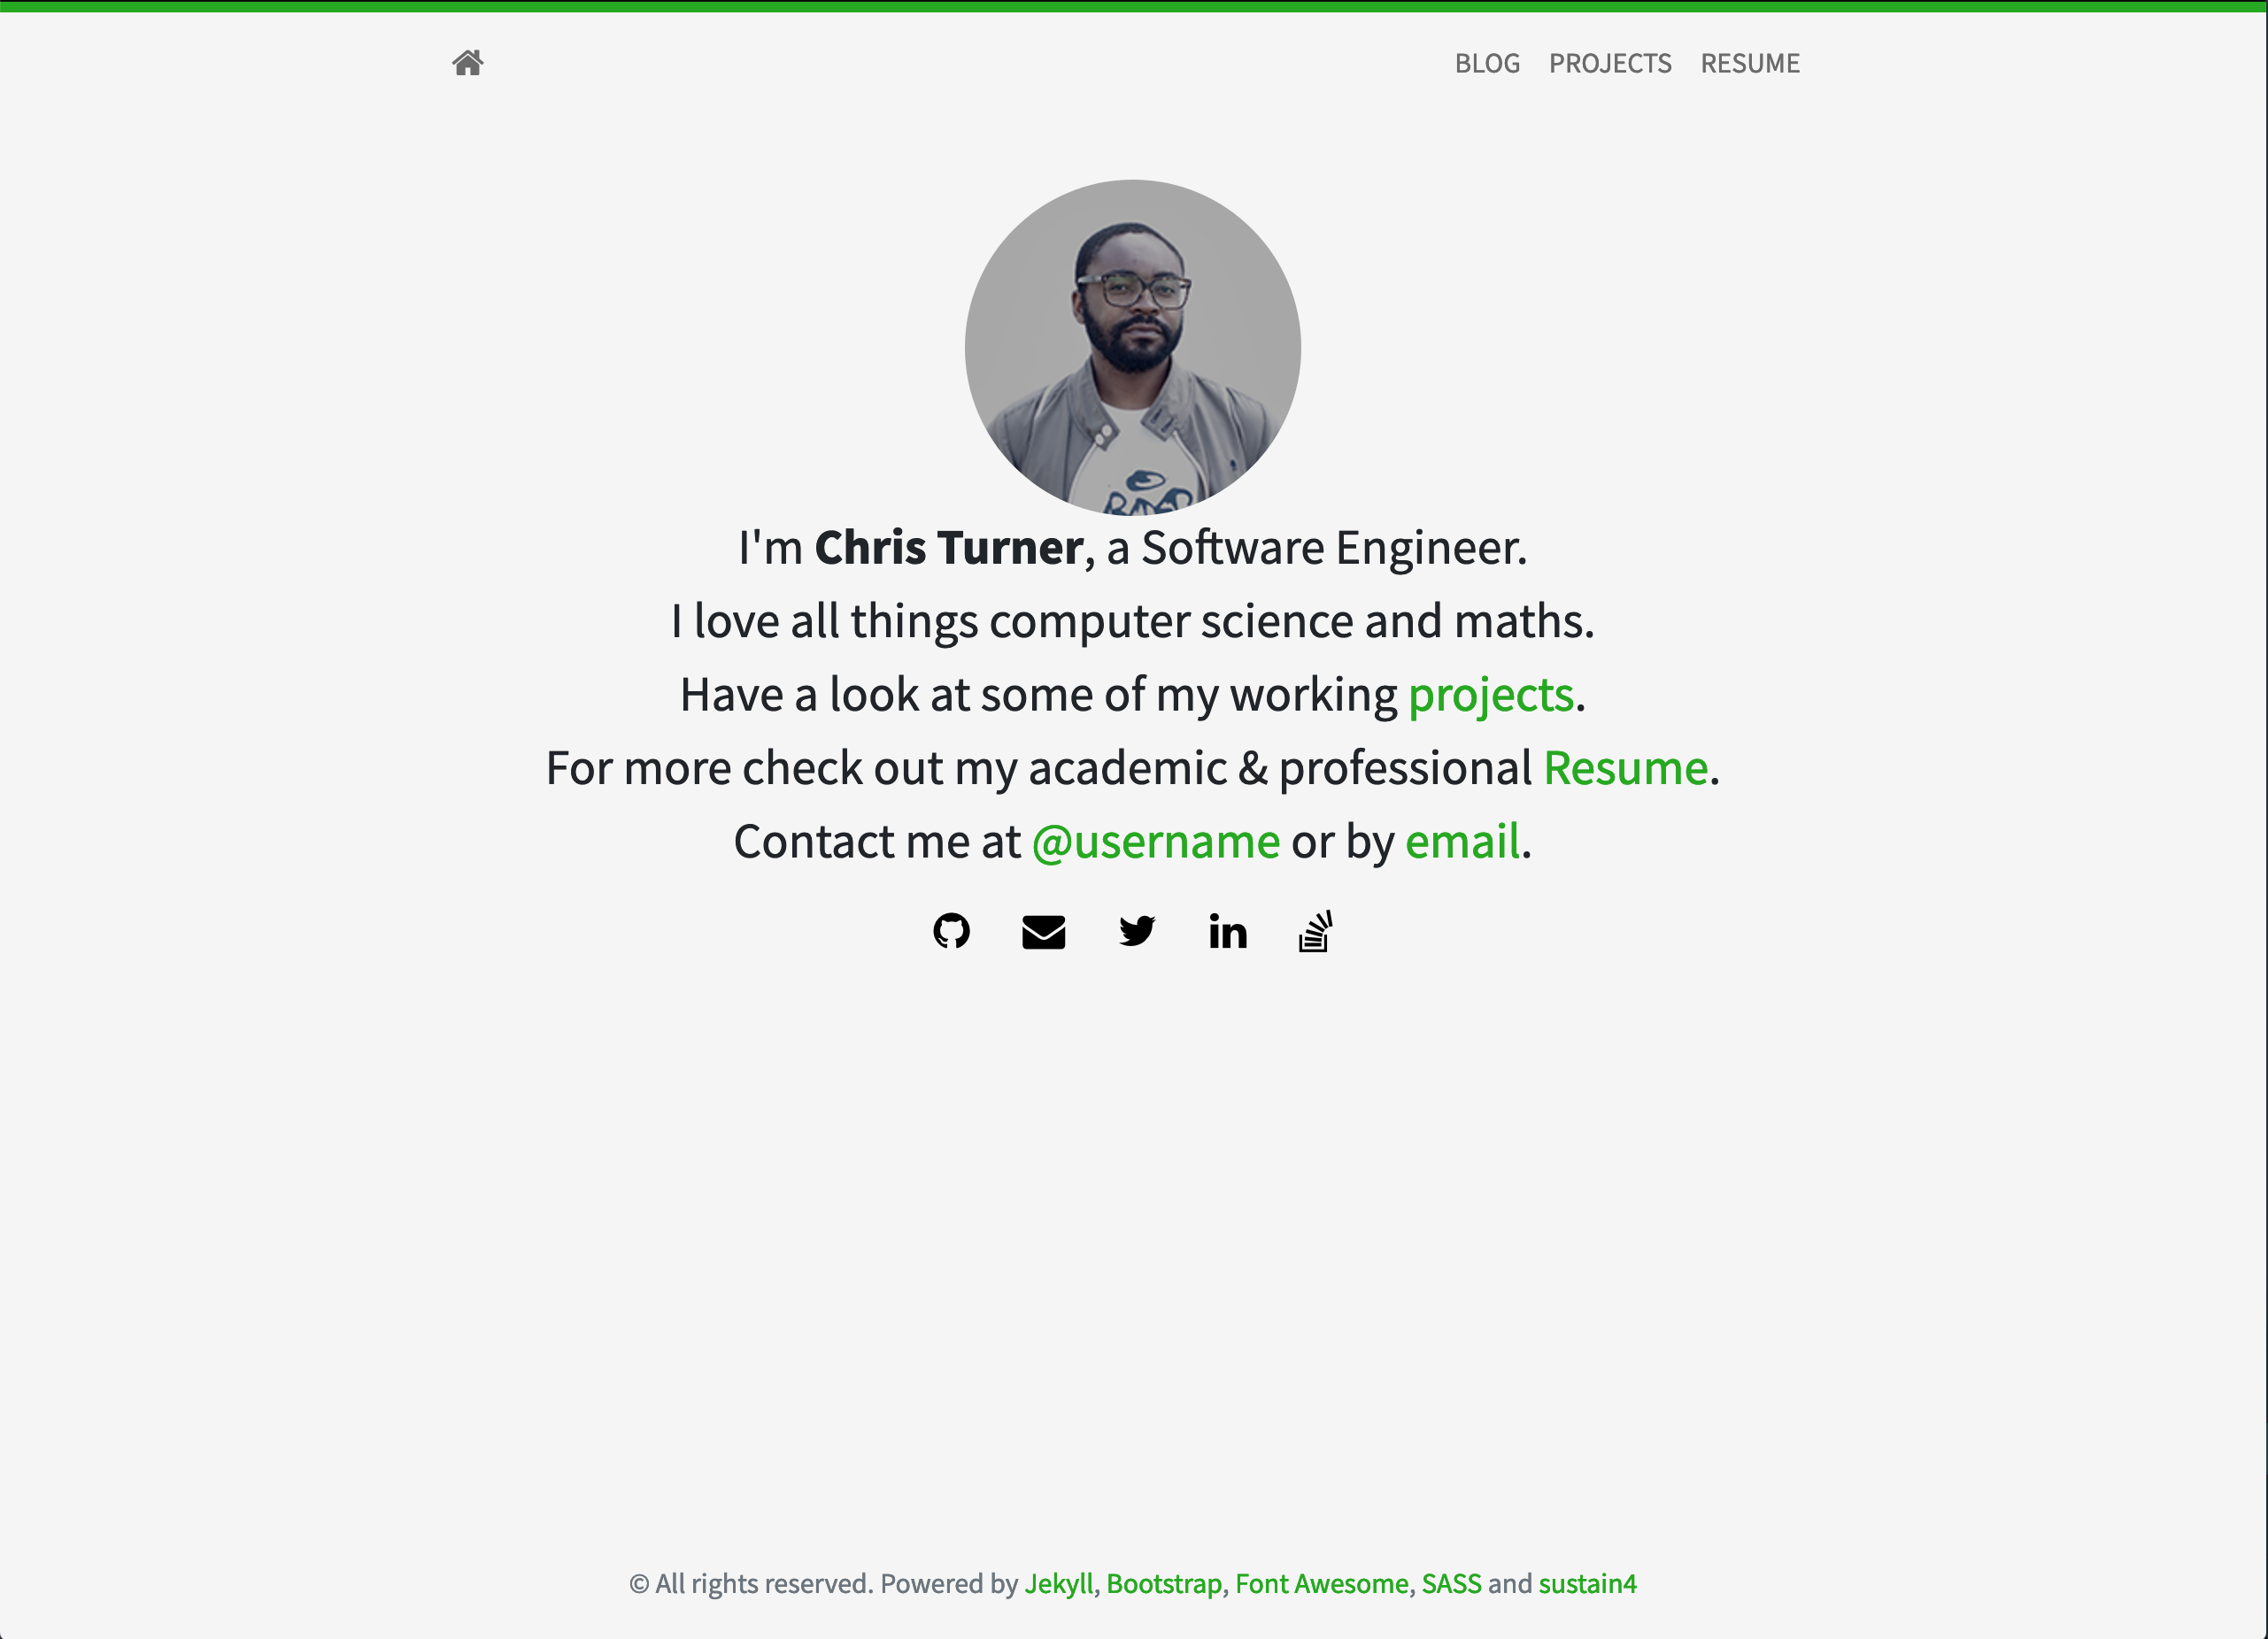 BLOG PROJECTS RESUME
I'm Chris Turner, a Software Engineer.
I love all things computer science and maths.
Have a look at some of my working projects.
For more check out my academic & professional Resume.
Contact me at @username or by email.
in
© All rights reserved. Powered by Jekyll, Bootstrap, Font Awesome, SASS and sustain4